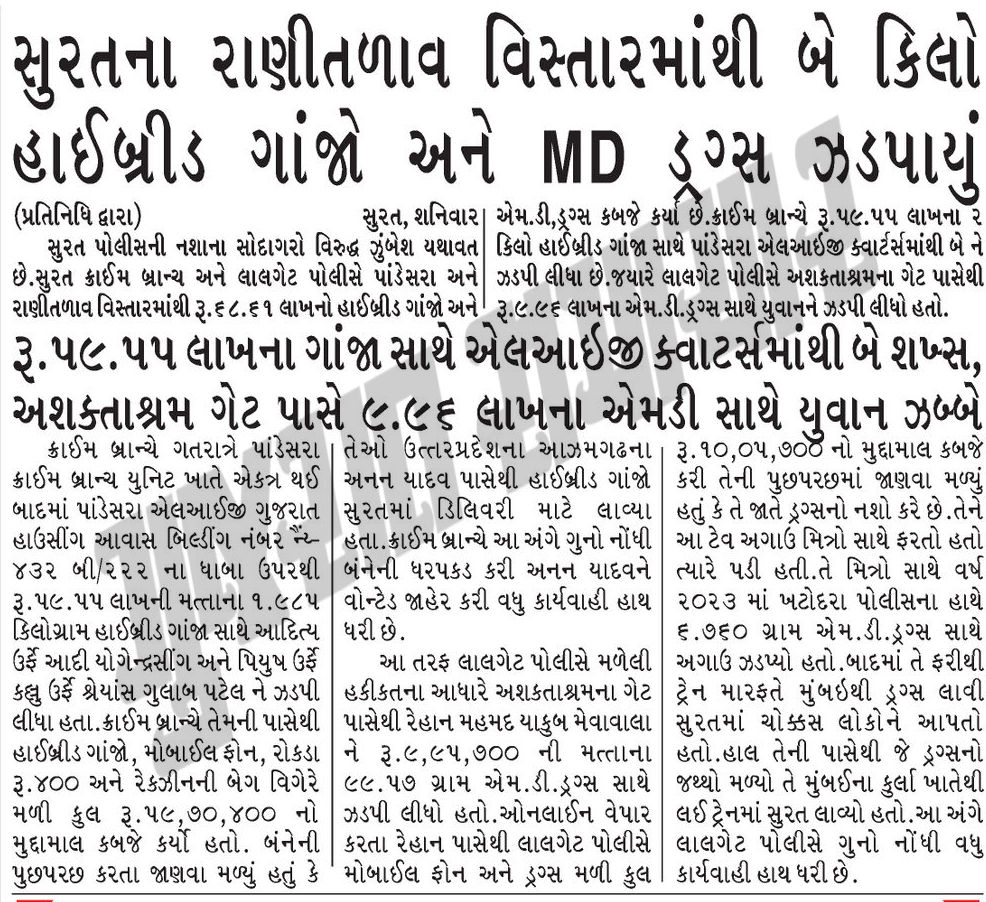 સુરતના રાણીતળાવ વિસ્તારમાંથી બે કિલો
હાઈબ્રીડ ગાંજો અને MD ડ્રગ્સ ઝડપાયું
(પ્રતિનિધિ દ્વારા) સુરત, શનિવાર
સુરત પોલીસની નશાના સોદાગરો વિરુદ્ધ ઝુંબેશ યથાવત
છે.સુરત ક્રાઈમ બ્રાન્ચ અને લાલગેટ પોલીસે પાંડેસરા અને
રાણીતળાવ વિસ્તારમાંથી રૂ.૬૮.૬૧ લાખનો હાઈબ્રીડ ગાંજો અને
એમ.ડી,ડ્રગ્સ કબજે કર્યા છે.ક્રાઈમ બ્રાન્ચે રૂ.૫૯.૫૫ લાખના ૨
કિલો હાઈબ્રીડ ગાંજા સાથે પાંડેસરા એલઆઈજી ક્વાર્ટર્સમાંથી બે ને
ઝડપી લીધા છે.જયારે લાલગેટ પોલીસે અશકતાશ્રમના ગેટ પાસેથી
રૂ.૯.૯૬ લાખના એમ.ડી.ડ્રગ્સ સાથે યુવાનને ઝડપી લીધો હતો.
રૂ.૫૯.૫૫ લાખના ગાંજા સાથે એલઆઇજી ક્વાટર્સમાંથી બે શખ્સ,
અશક્તાશ્રમ ગેટ પાસે ૯.૯૬ લાખના એમડી સાથે યુવાન ઝબ્બે
ક્રાઈમ બ્રાન્ચે ગતરાત્રે પાંડેસરા
ક્રાઈમ બ્રાન્ચ યુનિટ ખાતે એકત્ર થઈ
બાદમાં પાંડેસરા એલઆઈજી ગુજરાત
હાઉસીંગ આવાસ બિલ્ડીંગ નંબર
૪૩૨ બી/૨૨૨ ના ધાબા ઉપરથી
રૂ.૫૯.૫૫ લાખની મત્તાના ૧.૯૮૫
કિલોગ્રામ હાઈબ્રીડ ગાંજા સાથે આદિત્ય
ઉર્ફે આદી યોગેન્દ્રસીંગ અને પિયુષ ઉર્ફે
કલ્લુ ઉર્ફે શ્રેયાંસ ગુલાબ પટેલ ને ઝડપી
લીધા હતા.ક્રાઈમ બ્રાન્ચે તેમની પાસેથી
હાઈબ્રીડ ગાંજો, મોબાઈલ ફોન, રોકડા
રૂ.૪૦૦ અને રેકઝીનની બેગ વિગેરે
મળી કુલ રૂ.૫૯,૭૦,૪૦૦ નો
મુદ્દામાલ કબજે કર્યો હતો. બંનેની
પુછપરછ કરતા જાણવા મળ્યું હતું કે
તેઓ ઉત્તરપ્રદેશના આઝમગઢના
અનન યાદવ પાસેથી હાઈબ્રીડ ગાંજો
સુરતમાં ડિલિવરી માટે લાવ્યા
હતા.ક્રાઈમ બ્રાન્ચે આ અંગે ગુનો નોંધી
બંનેની ધરપકડ કરી અનન યાદવને
વોન્ટેડ જાહેર કરી વધુ કાર્યવાહી હાથ
ધરી છે.
આ તરફ લાલગેટ પોલીસે મળેલી
હકીકતના આધારે અશકતાશ્રમના ગેટ
પાસેથી રેહાન મહમદ યાકુબ મેવાવાલા
ને રૂ.૯,૯૫,૭૦૦ ની મત્તાના
૯૯.૫૭ ગ્રામ એમ.ડી.ડ્રગ્સ સાથે
ઝડપી લીધો હતો.ઓનલાઈન વેપાર
કરતા રેહાન પાસેથી લાલગેટ પોલીસે
મોબાઈલ ફોન અને ડ્રગ્સ મળી કુલ
રૂ.૧૦,૦૫,૭૦૦ નો મુદ્દામાલ કબજે
કરી તેની પુછપરછમાં જાણવા મળ્યું
હતું કે તે જાતે ડ્રગ્સનો નશો કરે છે.તેને
આ ટેવ અગાઉ મિત્રો સાથે ફરતો હતો
ત્યારે પડી હતી.તે મિત્રો સાથે વર્ષ
૨૦૨૩ માં ખટોદરા પોલીસના હાથે
૬.૭૬૦ ગ્રામ એમ.ડી.ડ્રગ્સ સાથે
અગાઉ ઝડપ્યો હતો.બાદમાં તે ફરીથી
ટ્રેન મારફતે મુંબઇથી ડ્રગ્સ લાવી
સુરતમાં ચોક્કસ લોકોને આપતો
હતો.હાલ તેની પાસેથી જે ડ્રગ્સનો
જથ્થો મળ્યો તે મુંબઈના કુર્લા ખાતેથી
લઈ ટ્રેનમાં સુરત લાવ્યો હતો.આ અંગે
લાલગેટ પોલીસે ગુનો નોંધી વધુ
કાર્યવાહી હાથ ધરી છે.